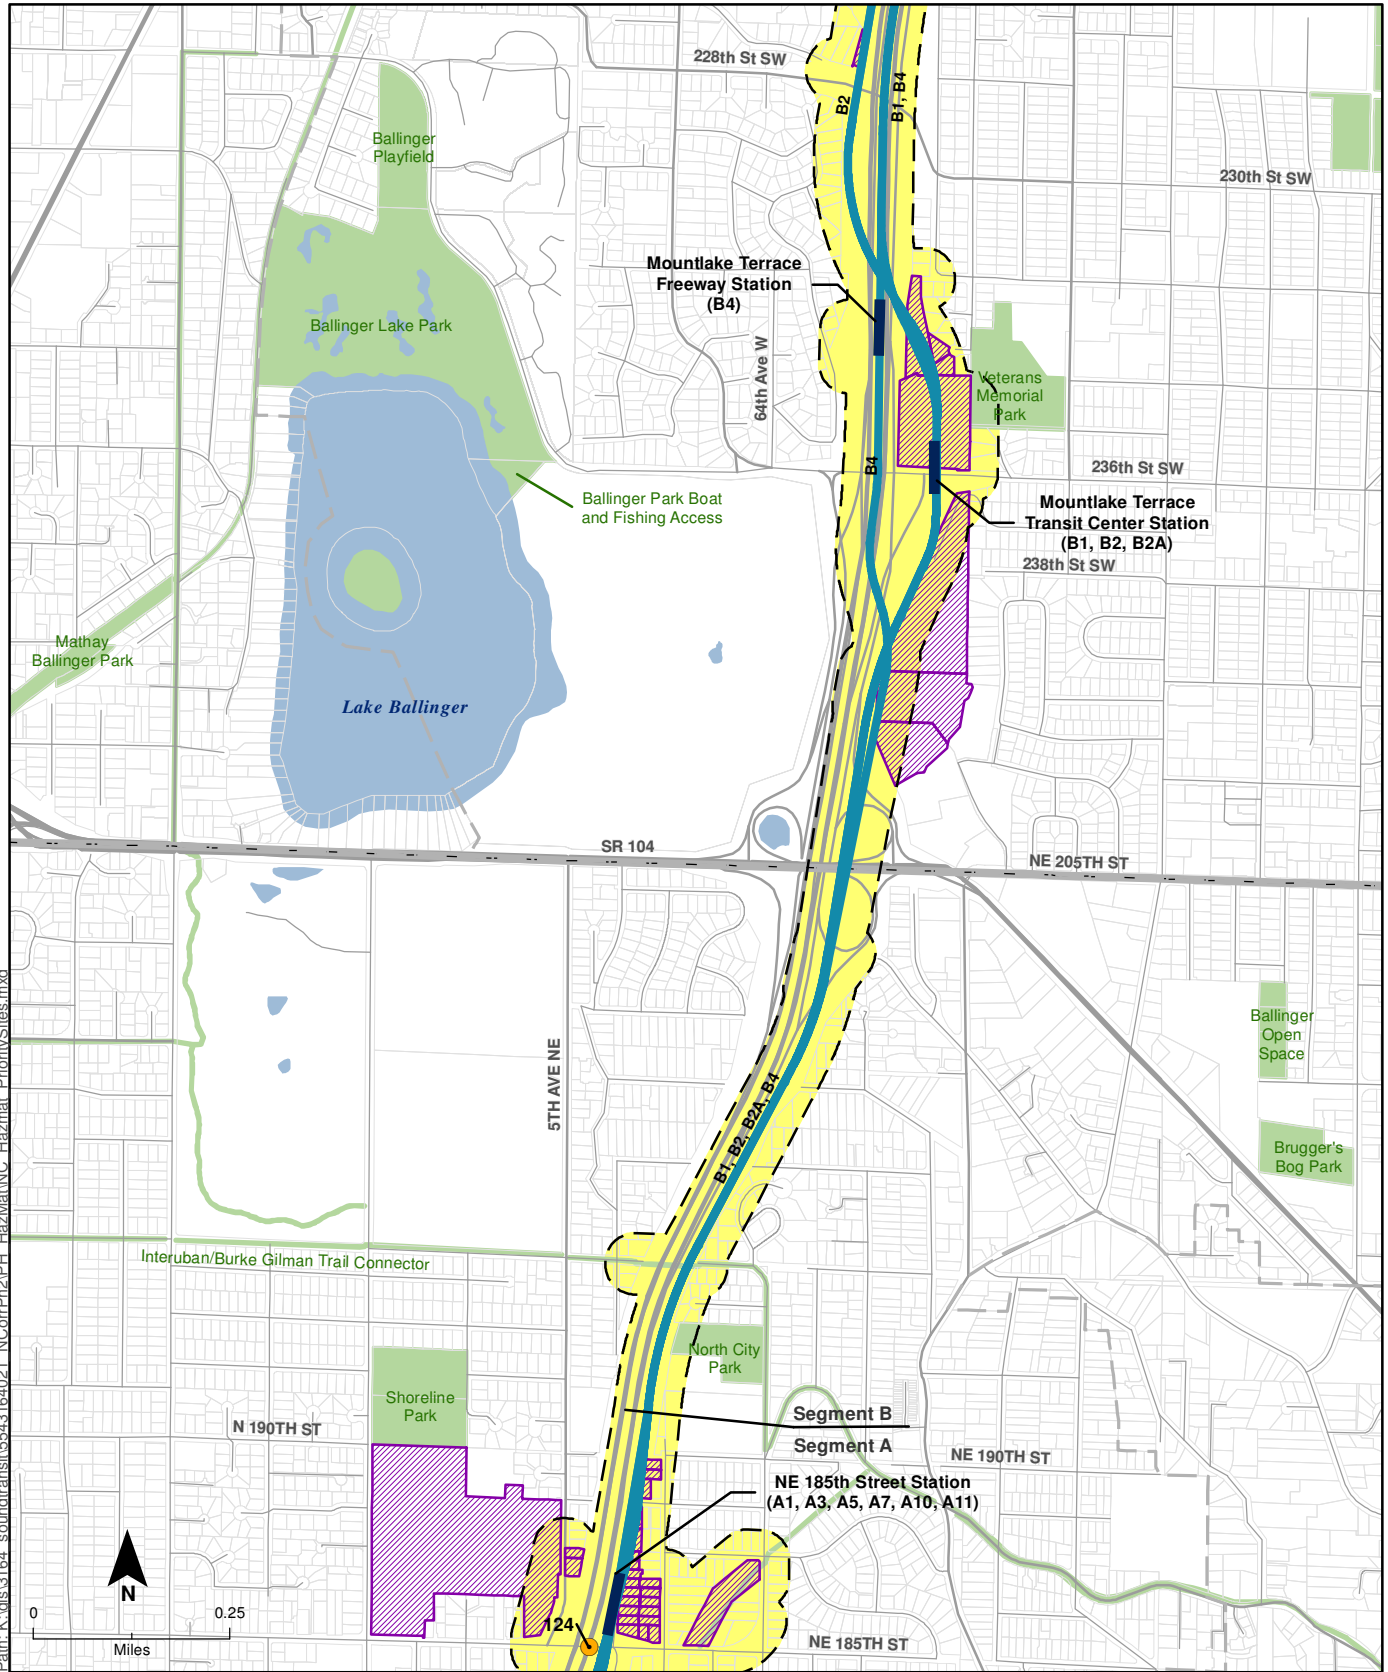 228th St SW
B2
B1, B4
Ballinger
Playfield
230th St SW
Mountlake Terrace
Freeway Station
(B4)
Ballinger Lake Park
64th Ave W
Veterans
Memorial
Park
B4
236th St SW
Ballinger Park Boat
and Fishing Access
Mountlake Terrace
Transit Center Station
(B1, B2, B2A)
238th St SW
Mathay
Ballinger Park
Lake Ballinger
SR 104
NE 205TH ST
Ballinger
Open
Space
5TH AVE NE
B1, B2, B2A, B4
Brugger's
Bog Park
Interuban/Burke Gilman Trail Connector
North City
Park
Shoreline
Park
Segment B
N 190TH ST
Segment A
NE 190TH ST
NE 185th Street Station
(A1, A3, A5, A7, A10, A11)
N
0 0.25
Miles
124
NE 185TH ST